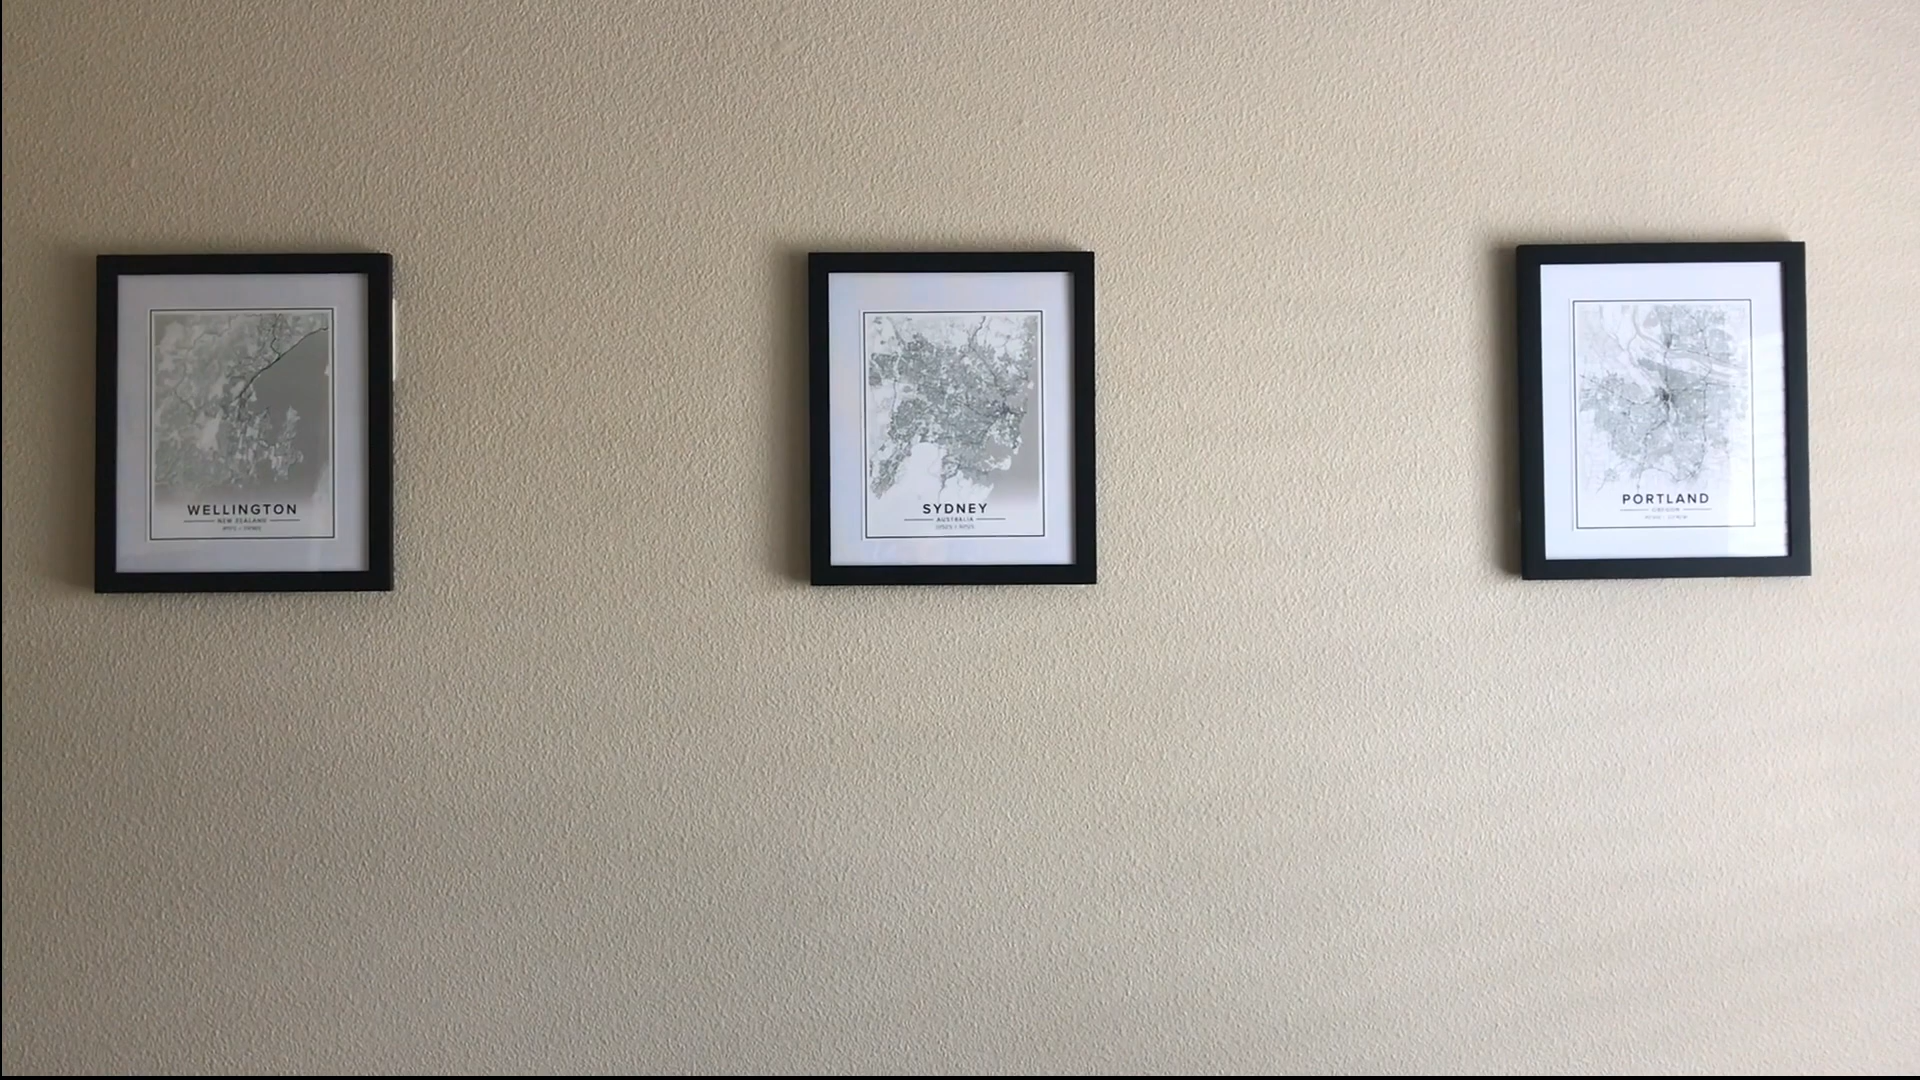 WELLINGTON
NEW ZEALAND
SYDNEY
AUSTRALIA
PORTLAND
OREGON